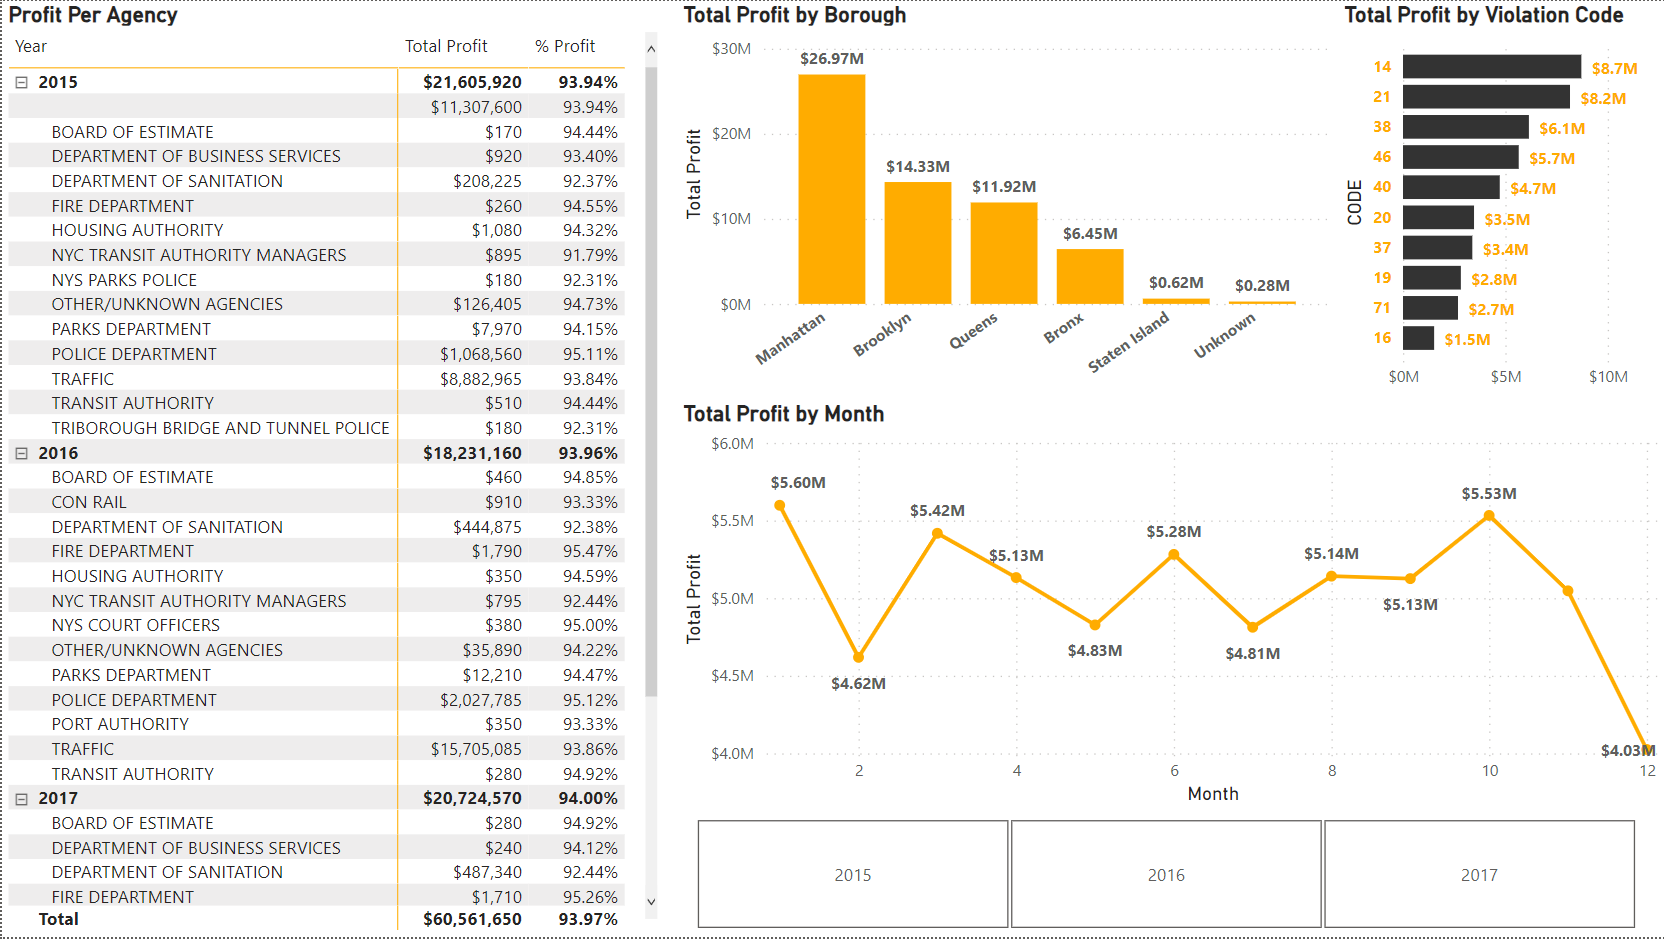 Profit Per Agency
Year Total Profit % Profit
2015 $21,605,920 93.94%
$11,307,600 93.94%
BOARD OF ESTIMATE $170 94.44%
DEPARTMENT OF BUSINESS SERVICES $920 93.40%
DEPARTMENT OF SANITATION $208,225 92.37%
FIRE DEPARTMENT $260 94.55%
HOUSING AUTHORITY $1,080 94.32%
NYC TRANSIT AUTHORITY MANAGERS $895 91.79%
NYS PARKS POLICE $180 92.31%
OTHER/UNKNOWN AGENCIES $126,405 94.73%
PARKS DEPARTMENT $7,970 94.15%
POLICE DEPARTMENT $1,068,560 95.11%
TRAFFIC $8,882,965 93.84%
TRANSIT AUTHORITY $510 94.44%
TRIBOROUGH BRIDGE AND TUNNEL POLICE $180 92.31%
2016 $18,231,160 93.96%
BOARD OF ESTIMATE $460 94.85%
CON RAIL $910 93.33%
DEPARTMENT OF SANITATION $444,875 92.38%
FIRE DEPARTMENT $1,790 95.47%
HOUSING AUTHORITY $350 94.59%
NYC TRANSIT AUTHORITY MANAGERS $795 92.44%
NYS COURT OFFICERS $380 95.00%
OTHER/UNKNOWN AGENCIES $35,890 94.22%
PARKS DEPARTMENT $12,210 94.47%
POLICE DEPARTMENT $2,027,785 95.12%
PORT AUTHORITY $350 93.33%
TRAFFIC $15,705,085 93.86%
TRANSIT AUTHORITY $280 94.92%
2017 $20,724,570 94.00%
BOARD OF ESTIMATE $280 94.92%
DEPARTMENT OF BUSINESS SERVICES $240 94.12%
DEPARTMENT OF SANITATION $487,340 92.44%
FIRE DEPARTMENT $1,710 95.26%
Total $60,561,650 93.97%
Total Profit by Borough
Total Profit
$30M
$20M
$10M
$0M
$26.97M
$14.33M
$11.92M
$6.45M
$0.62M
$0.28M
Manhattan
Brooklyn
Queens
Bronx
Staten Island
Unknown
Total Profit by Violation Code
CODE
14 $8.7M
21 $8.2M
38 $6.1M
46 $5.7M
40 $4.7M
20 $3.5M
37 $3.4M
19 $2.8M
71 $2.7M
16 $1.5M
$0M $5M $10M
Total Profit by Month
Total Profit
$6.0M
$5.5M
$5.0M
$4.5M
$4.0M
$5.60M
$4.62M
$5.42M
$5.13M
$4.83M
$5.28M
$4.81M
$5.14M
$5.13M
$5.53M
$4.03M
2 4 6 8 10 12
Month
2015 2016 2017